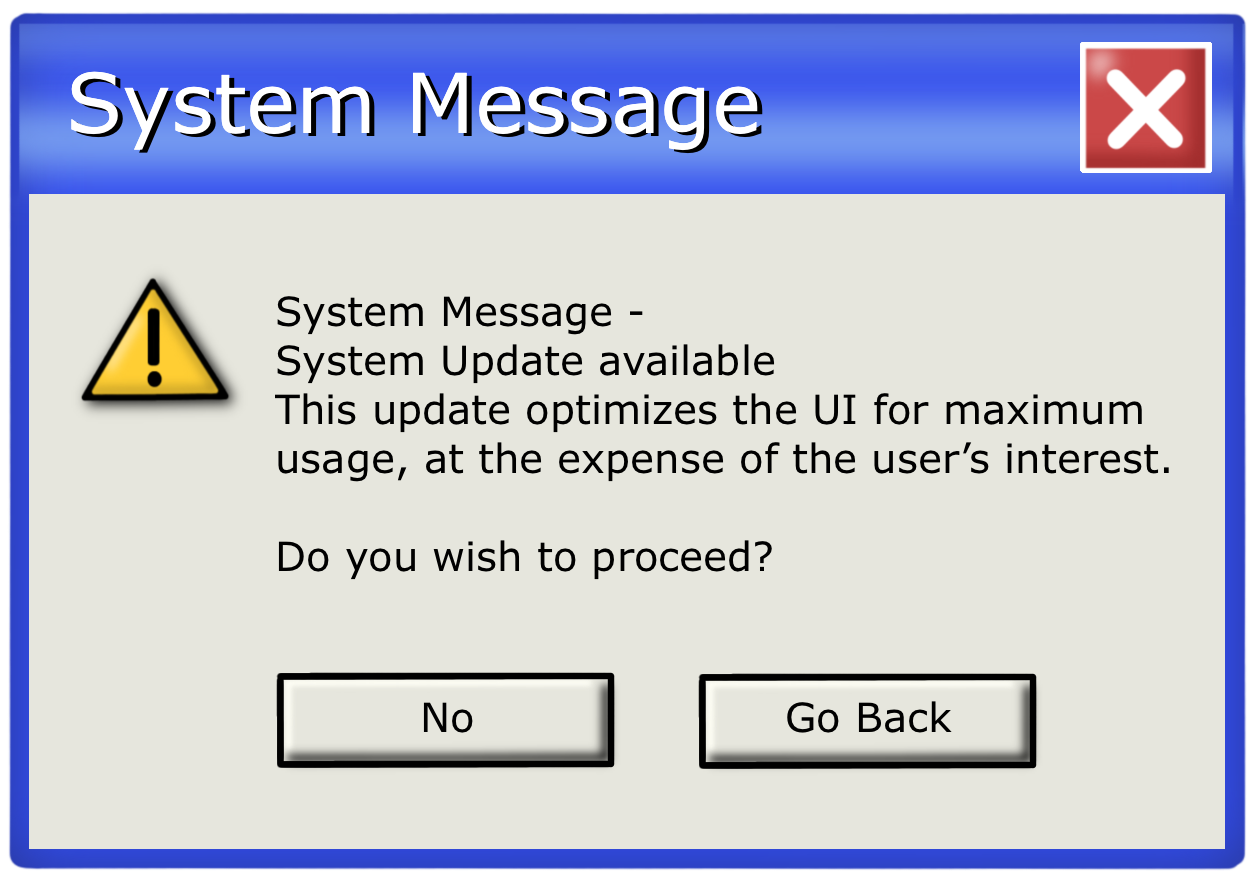 System Message
System Message -
System Update available
This update optimizes the UI for maximum
usage, at the expense of the user’s interest.
Do you wish to proceed?
No
Go Back